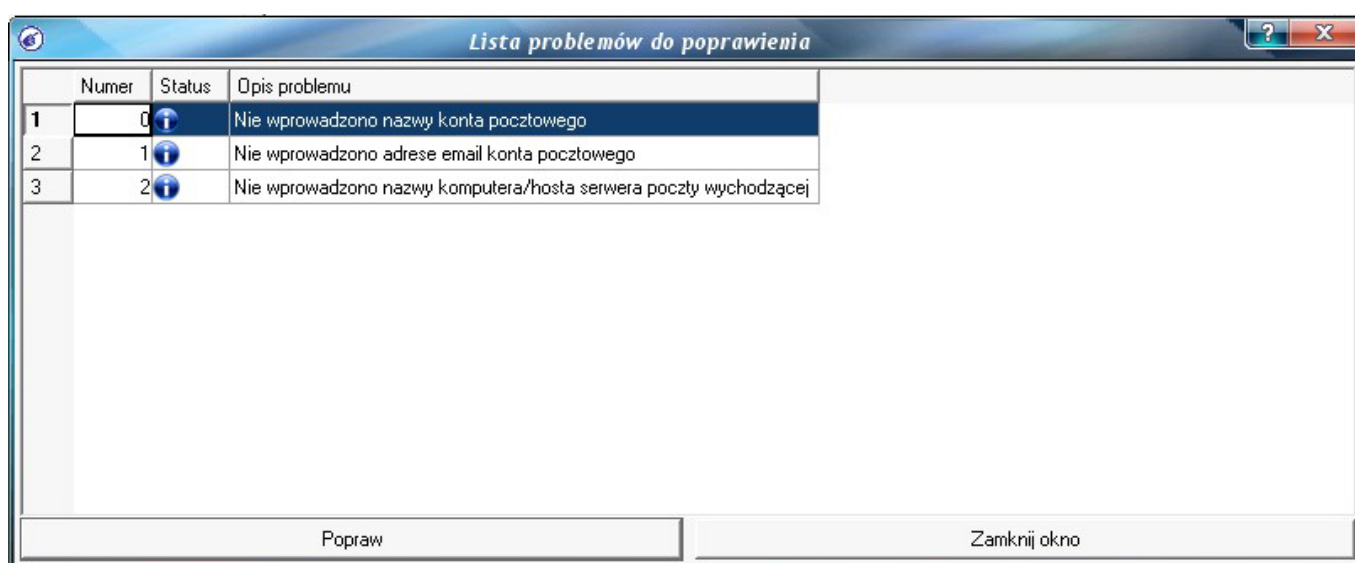 Lista problemów do poprawienia
Numer Status Opis problemu
1 0 Nie wprowadzono nazwy konta pocztowego
2 1 Nie wprowadzono adrese email konta pocztowego
3 2 Nie wprowadzono nazwy komputera/hosta serwera poczty wychodzącej
Popraw Zamknij okno